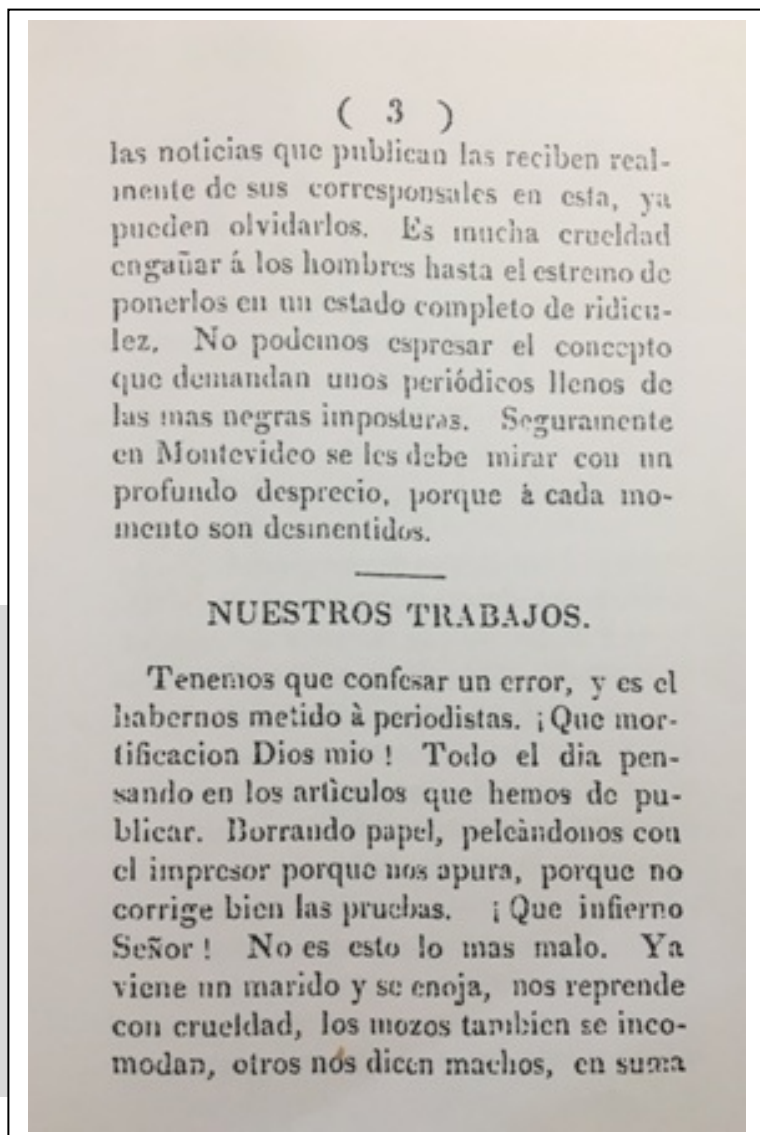 ( 3 )
las noticias que publican las reciben real-
mente de sus corresponsales en esta, ya
pueden olvidarlos. Es mucha crueldad
engañar á los hombres hasta el estremo de
ponerlos en un estado completo de ridicu-
lez. No podemos espresar el concepto
que demandan unos periódicos llenos de
las mas negras imposturas. Seguramente
en Montevideo se les debe mirar con un
profundo desprecio, porque à cada mo-
mento son desmentidos.
NUESTROS TRABAJOS.
Tenemos que confesar un error, y es el
habernos metido à periodistas. ¡Que mor-
tificacion Dios mio! Todo el dia pen-
sando en los artìculos que hemos de pu-
blicar. Borrando papel, peleàndonos con
el impresor porque nos apura, porque no
corrige bien las pruebas. ¡Que infierno
Señor! No es esto lo mas malo. Ya
viene un marido y se enoja, nos reprende
con crueldad, los mozos tambien se inco-
modan, otros nos dicen machos, en suma